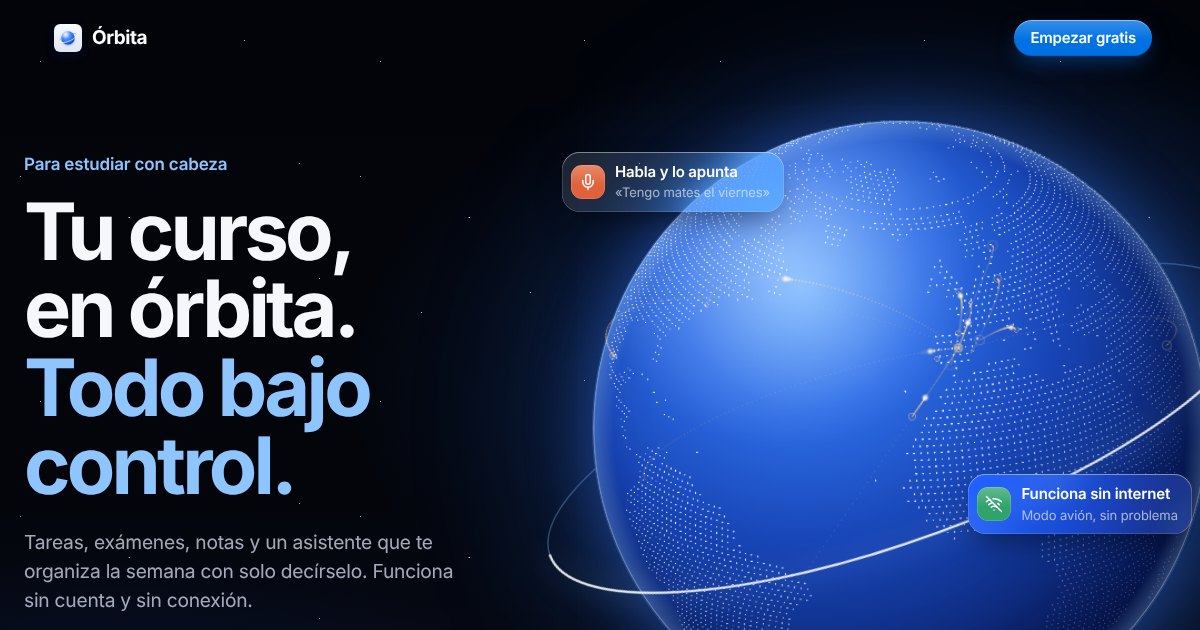 Órbita
Empezar gratis
Para estudiar con cabeza
Tu curso,
en órbita.
Todo bajo
control.
Tareas, exámenes, notas y un asistente que te
organiza la semana con solo decírselo. Funciona
sin cuenta y sin conexión.
Habla y lo apunta
«Tengo mates el viernes»
Funciona sin internet
Modo avión, sin problema